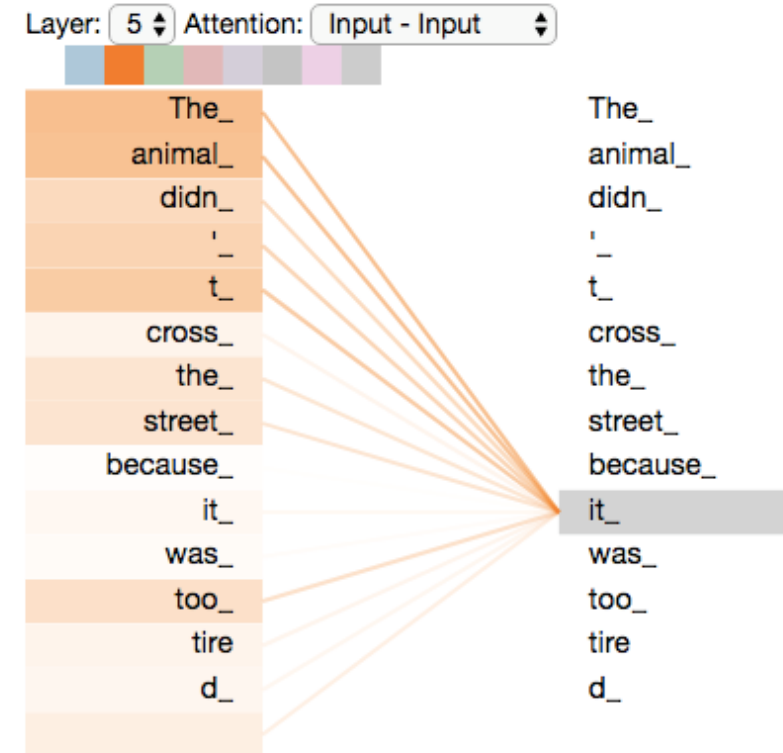 Layer: 5 Attention: Input - Input
The_ The_
animal_ animal_
didn_ didn_
'_ '_
t_ t_
cross_ cross_
the_ the_
street_ street_
because_ because_
it_ it_
was_ was_
too_ too_
tire tire
d_ d_